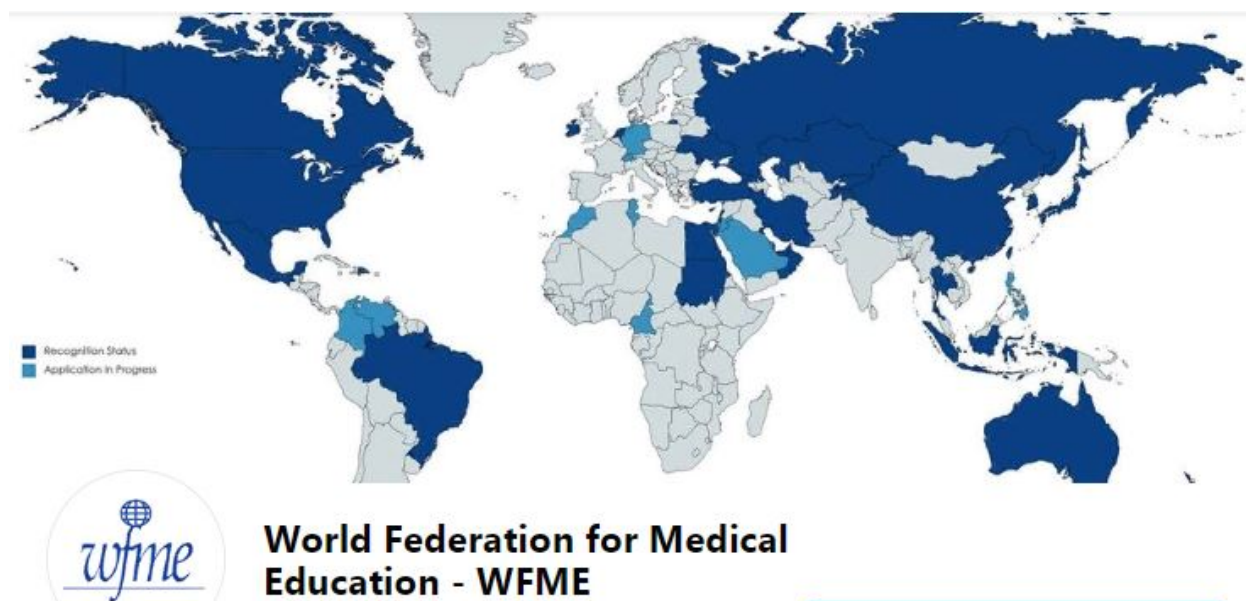 Recognition Status
Application In Progress
wfme
World Federation for Medical
Education - WFME